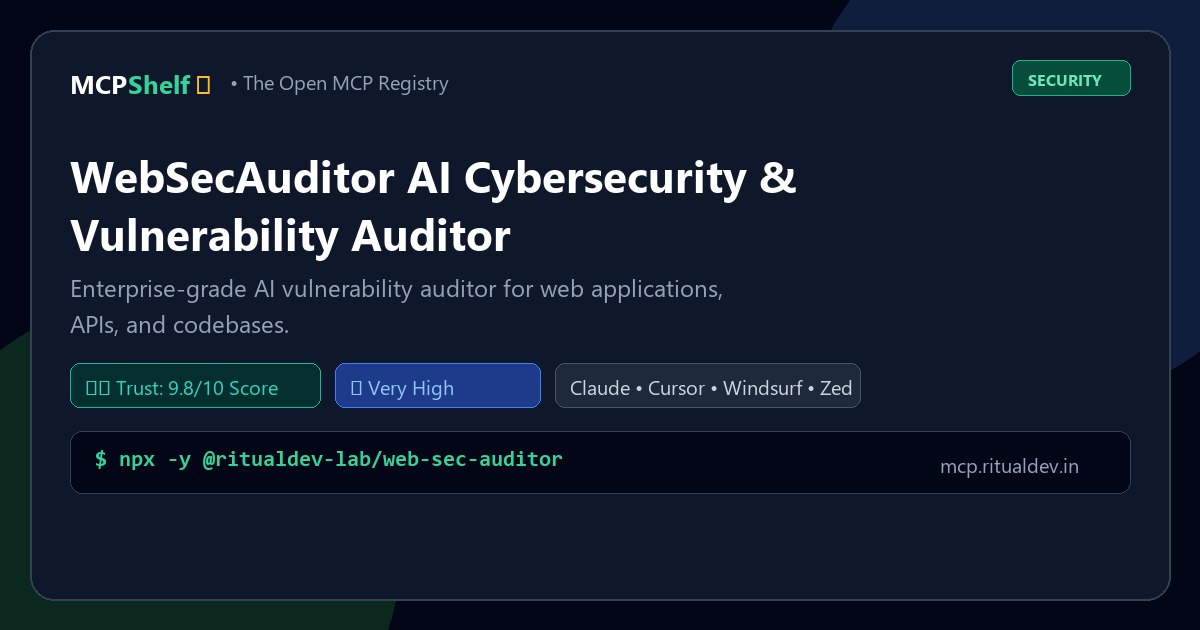 MCPShelf • The Open MCP Registry
SECURITY
WebSecAuditor AI Cybersecurity &
Vulnerability Auditor
Enterprise-grade AI vulnerability auditor for web applications,
APIs, and codebases.
Trust: 9.8/10 Score
Very High
Claude • Cursor • Windsurf • Zed
$ npx -y @ritualdev-lab/web-sec-auditor
mcp.ritualdev.in